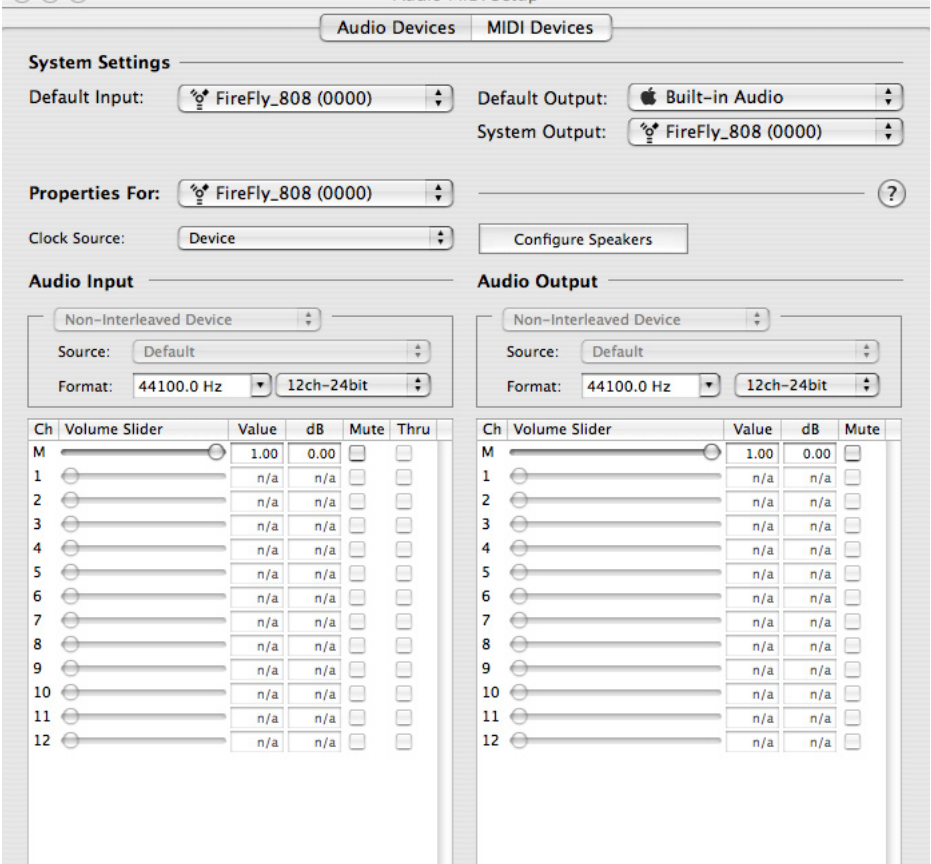 Audio Devices MIDI Devices
System Settings
Default Input: FireFly_808 (0000) Default Output: Built-in Audio
System Output: FireFly_808 (0000)
Properties For: FireFly_808 (0000) ?
Clock Source: Device Configure Speakers
Audio Input Audio Output
Non-Interleaved Device Non-Interleaved Device
Source: Default Source: Default
Format: 44100.0 Hz 12ch-24bit Format: 44100.0 Hz 12ch-24bit
Ch Volume Slider Value dB Mute Thru Ch Volume Slider Value dB Mute
M 1.00 0.00 M 1.00 0.00
1 n/a n/a 1 n/a n/a
2 n/a n/a 2 n/a n/a
3 n/a n/a 3 n/a n/a
4 n/a n/a 4 n/a n/a
5 n/a n/a 5 n/a n/a
6 n/a n/a 6 n/a n/a
7 n/a n/a 7 n/a n/a
8 n/a n/a 8 n/a n/a
9 n/a n/a 9 n/a n/a
10 n/a n/a 10 n/a n/a
11 n/a n/a 11 n/a n/a
12 n/a n/a 12 n/a n/a